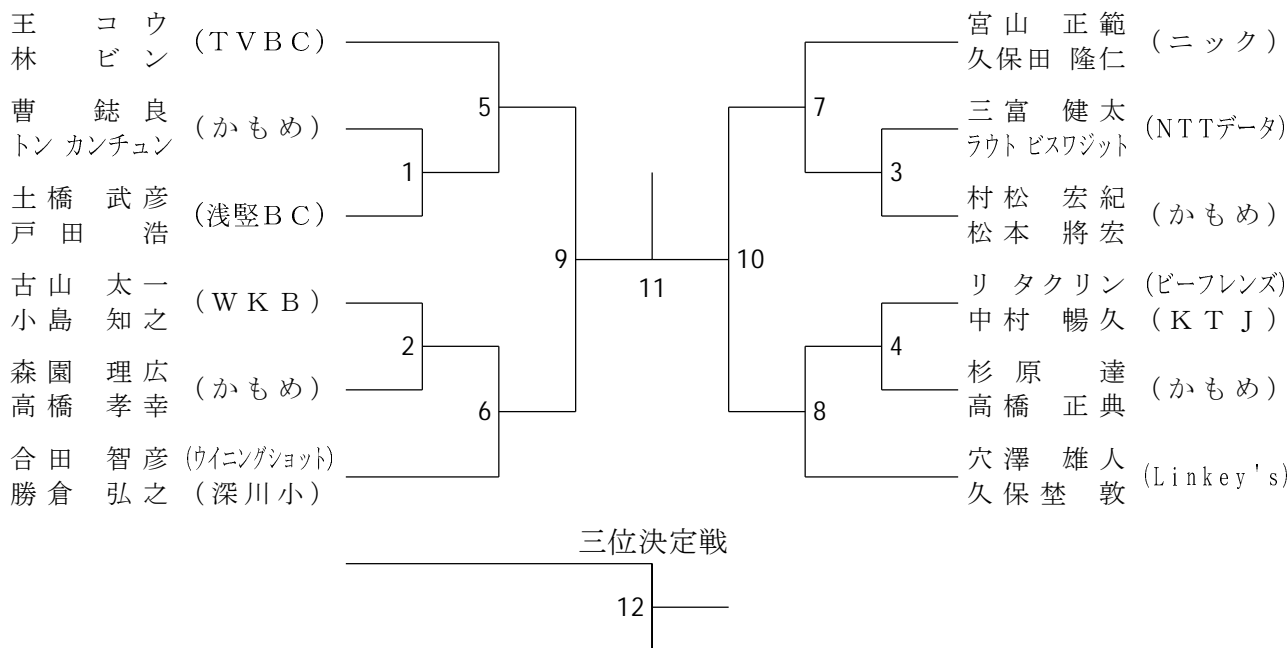 王 コウ
林 ビン
(TVBC)
曹 鋕良
トン カンチュン
(かもめ)
土橋 武彦
戸田 浩
(浅竪BC)
古山 太一
小島 知之
(WKB)
森園 理広
高橋 孝幸
(かもめ)
合田 智彦 (ウイニングショット)
勝倉 弘之 (深川小)
5
1
9
2
6
11
宮山 正範
久保田 隆仁
(ニック)
三富 健太
ラウト ビスワジット
(NTTデータ)
村松 宏紀
松本 將宏
(かもめ)
リ タクリン (ビーフレンズ)
中村 暢久 (KTJ)
杉原 達
高橋 正典
(かもめ)
穴澤 雄人
久保埜 敦
(Linkey's)
7
3
10
4
8
三位決定戦
12